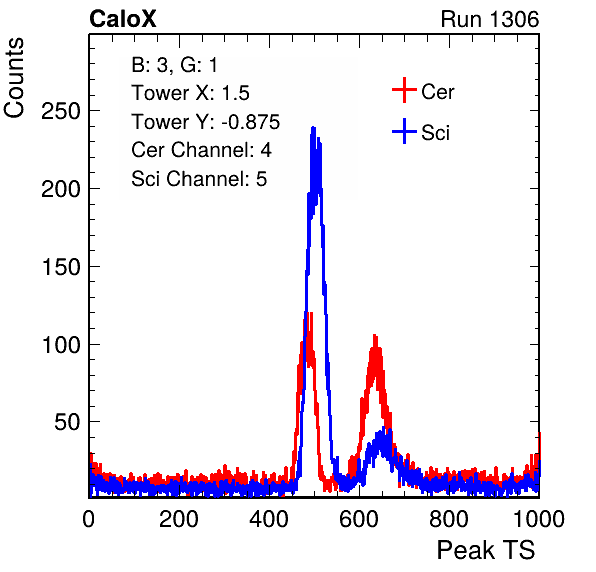 CaloX Run 1306
Counts
B: 3, G: 1
Tower X: 1.5
Tower Y: -0.875
Cer Channel: 4
Sci Channel: 5
Cer
Sci
250
200
150
100
50
0 200 400 600 800 1000
Peak TS